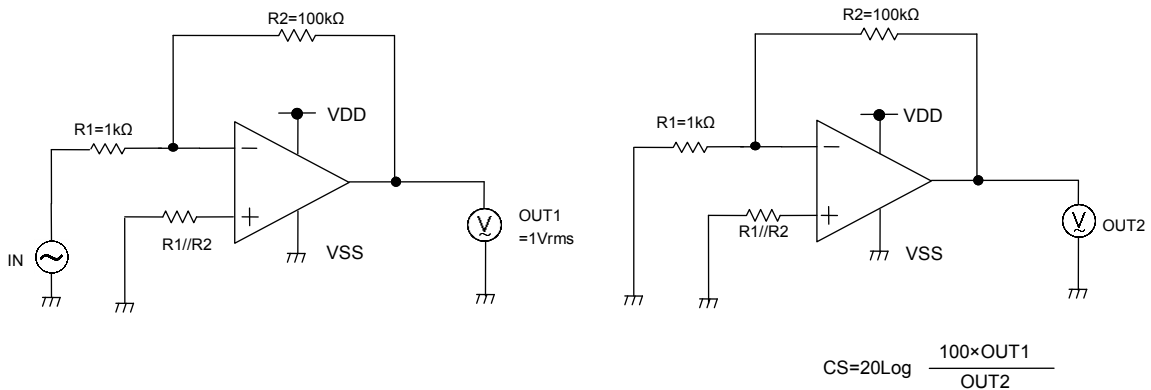 R2=100kΩ
VDD
R1=1kΩ
R1//R2
VSS
IN
V
OUT1
=1Vrms
R2=100kΩ
VDD
R1=1kΩ
R1//R2
VSS
V
OUT2
CS=20Log 100×OUT1
OUT2